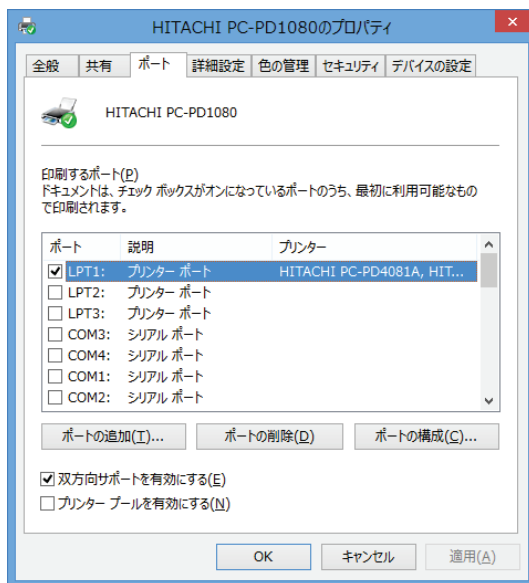 HITACHI PC-PD1080のプロパティ
全般 共有 ポート 詳細設定 色の管理 セキュリティ デバイスの設定
HITACHI PC-PD1080
印刷するポート(P)
ドキュメントは、チェック ボックスがオンになっているポートのうち、最初に利用可能なもの
で印刷されます。
ポート 説明 プリンター
LPT1: プリンター ポート HITACHI PC-PD4081A, HIT...
LPT2: プリンター ポート
LPT3: プリンター ポート
COM3: シリアル ポート
COM4: シリアル ポート
COM1: シリアル ポート
COM2: シリアル ポート
ポートの追加(T)... ポートの削除(D) ポートの構成(C)...
双方向サポートを有効にする(E)
プリンター プールを有効にする(N)
OK キャンセル 適用(A)